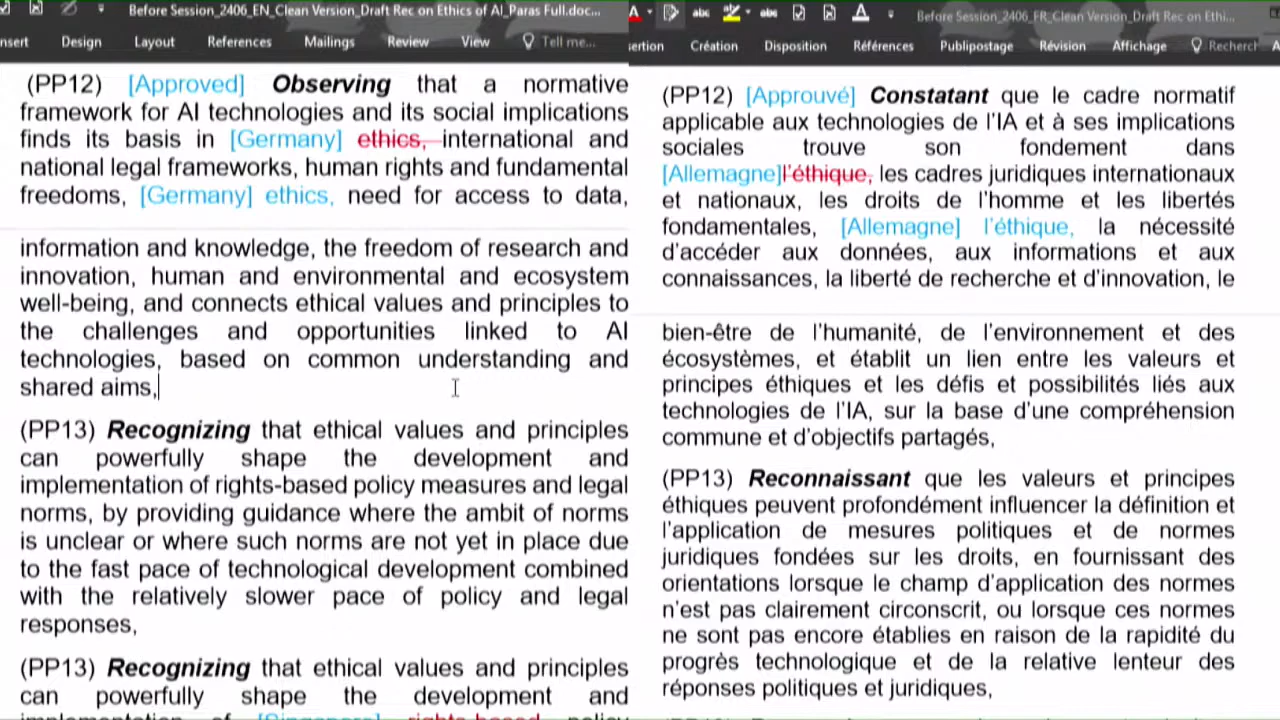 Before Session_2406_EN_Clean Version_Draft Rec on Ethics of AI_Paras Full.doc...
nsert Design Layout References Mailings Review View Tell me...
(PP12) [Approved] Observing that a normative
framework for AI technologies and its social implications
finds its basis in [Germany] ethics, international and
national legal frameworks, human rights and fundamental
freedoms, [Germany] ethics, need for access to data,
information and knowledge, the freedom of research and
innovation, human and environmental and ecosystem
well-being, and connects ethical values and principles to
the challenges and opportunities linked to AI
technologies, based on common understanding and
shared aims,
(PP13) Recognizing that ethical values and principles
can powerfully shape the development and
implementation of rights-based policy measures and legal
norms, by providing guidance where the ambit of norms
is unclear or where such norms are not yet in place due
to the fast pace of technological development combined
with the relatively slower pace of policy and legal
responses,
(PP13) Recognizing that ethical values and principles
can powerfully shape the development and
implementation of [Singapore] rights-based policy
Before Session_2406_FR_Clean Version_Draft Rec on Ethi...
sertion Création Disposition Références Publipostage Révision Affichage Recherc
(PP12) [Approuvé] Constatant que le cadre normatif
applicable aux technologies de l'IA et à ses implications
sociales trouve son fondement dans
[Allemagne]l'éthique, les cadres juridiques internationaux
et nationaux, les droits de l'homme et les libertés
fondamentales, [Allemagne] l'éthique, la nécessité
d'accéder aux données, aux informations et aux
connaissances, la liberté de recherche et d'innovation, le
bien-être de l'humanité, de l'environnement et des
écosystèmes, et établit un lien entre les valeurs et
principes éthiques et les défis et possibilités liés aux
technologies de l'IA, sur la base d'une compréhension
commune et d'objectifs partagés,
(PP13) Reconnaissant que les valeurs et principes
éthiques peuvent profondément influencer la définition et
l'application de mesures politiques et de normes
juridiques fondées sur les droits, en fournissant des
orientations lorsque le champ d'application des normes
n'est pas clairement circonscrit, ou lorsque ces normes
ne sont pas encore établies en raison de la rapidité du
progrès technologique et de la relative lenteur des
réponses politiques et juridiques,